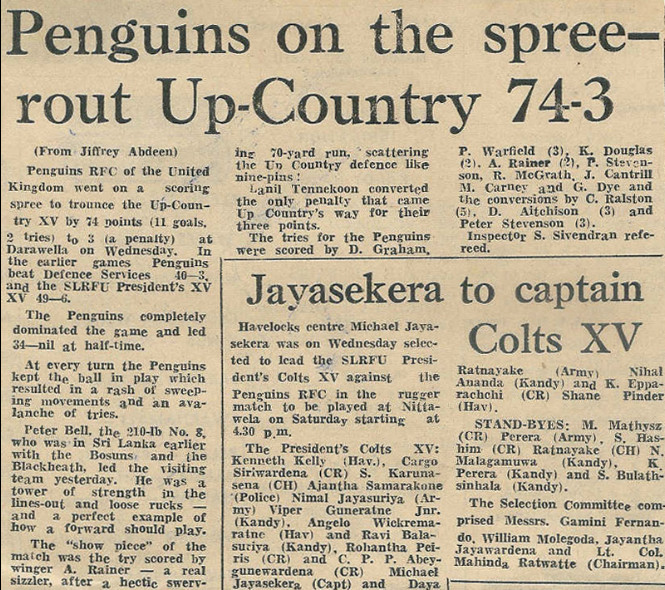 Penguins on the spree—
rout Up-Country 74-3
(From Jiffrey Abdeen)
Penguins RFC of the United
Kingdom went on a scoring
spree to trounce the Up-Coun-
try XV by 74 points (11 goals,
2 tries) to 3 (a penalty) at
Darawella on Wednesday. In
the earlier games Penguins
beat Defence Services 40—3,
and the SLRFU President's XV
XV 49—6.
The Penguins completely
dominated the game and led
34—nil at half-time.
At every turn the Penguins
kept the ball in play which
resulted in a rash of sweep-
ing movements and an ava-
lanche of tries.
Peter Bell, the 210-lb No. 8,
who was in Sri Lanka earlier
with the Bosuns and the
Blackheath, led the visiting
team yesterday. He was a
tower of strength in the
lines-out and loose rucks —
and a perfect example of
how a forward should play.
The "show piece" of the
match was the try scored by
winger A. Rainer — a real
sizzler, after a hectic swerv-
ing 70-yard run, scattering
the Up Country defence like
nine-pins!
Lanil Tennekoon converted
the only penalty that came
Up Country's way for their
three points.
The tries for the Penguins
were scored by D. Graham,
P. Warfield (3), K. Douglas
(2), A. Rainer (2), P. Steven-
son, R. McGrath, J. Cantrill
M. Carney and G. Dye and
the conversions by C. Ralston
(5), D. Aitchison (3) and
Peter Stevenson (3).
Inspector S. Sivendran refe-
reed.
Jayasekera to captain
Colts XV
Havelocks centre Michael Jaya-
sekera was on Wednesday selec-
ted to lead the SLRFU Presi-
dent's Colts XV against the
Penguins RFC in the rugger
match to be played at Nitta-
wela on Saturday starting at
4.30 p.m.
The President's Colts XV:
Kenneth Kelly (Hav.), Cargo
Siriwardena (CR) S. Karuna-
sena (CH) Ajantha Samarakone
(Police) Nimal Jayasuriya (Ar-
my) Viper Guneratne Jnr.
(Kandy), Angelo Wickrema-
ratne (Hav) and Ravi Bala-
suriya (Kandy), Rohantha Pei-
ris (CR) and C. P. P. Abey-
gunewardena (CR) Michael
Jayasekera (Capt) and Daya
Ratnayake (Army) Nihal
Ananda (Kandy) and K. Eppa-
rachchi (CR) Shane Pinder
(Hav).
STAND-BYES: M. Mathysz
(CR) Perera (Army), S. Has-
him (CR) Ratnayake (CH) N.
Malagamuwa (Kandy), K.
Perera (Kandy) and S. Bulath-
sinhala (Kandy).
The Selection Committee com
prised Messrs. Gamini Fernan-
do, William Molegoda, Jayantha
Jayawardena and Lt. Col.
Mahinda Ratwatte (Chairman).